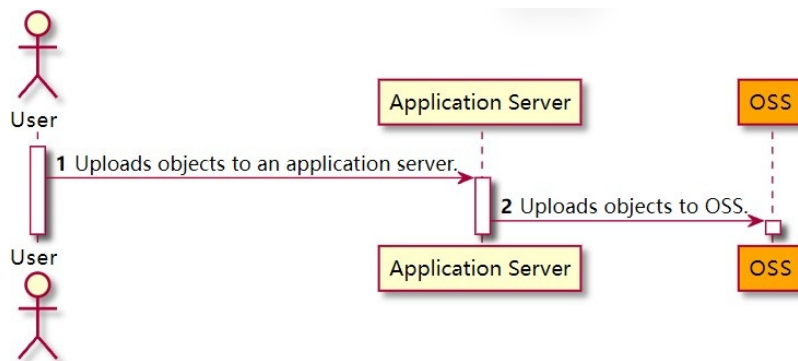 User
Application Server
OSS
1 Uploads objects to an application server.
2 Uploads objects to OSS.
User
Application Server
OSS